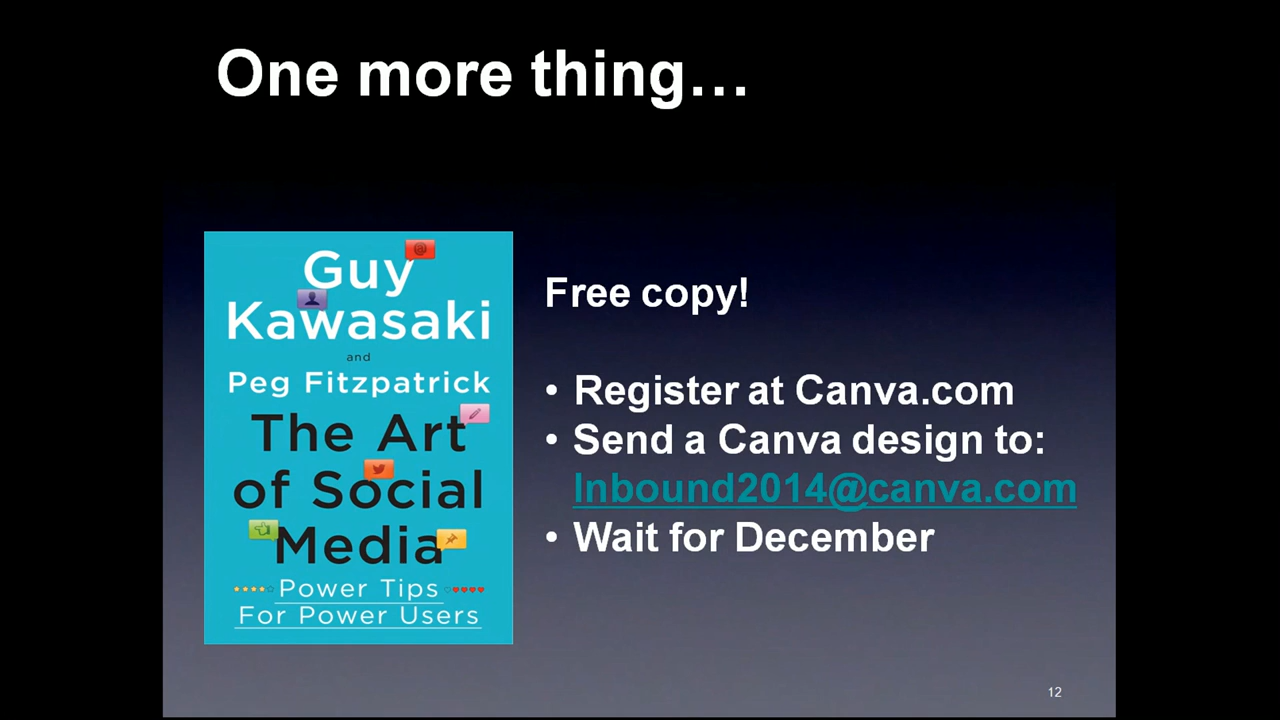 One more thing…
Guy
Kawasaki
and
Peg Fitzpatrick
The Art
of Social
Media
Power Tips
For Power Users
Free copy!
• Register at Canva.com
• Send a Canva design to:
Inbound2014@canva.com
• Wait for December
12